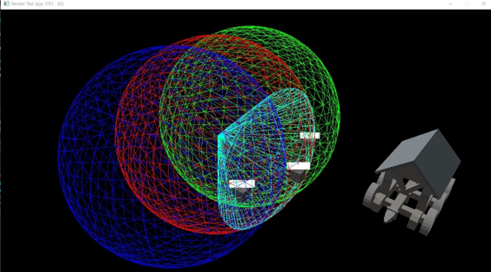 Render Test app. (FPS : 60)